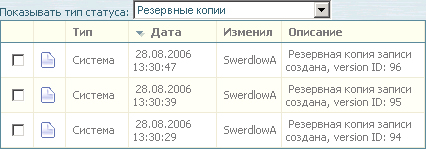 Показывать тип статуса: Резервные копии
Тип Дата Изменил Описание
Система 28.08.2006 13:30:47 SwerdlowA Резервная копия записи создана, version ID: 96
Система 28.08.2006 13:30:39 SwerdlowA Резервная копия записи создана, version ID: 95
Система 28.08.2006 13:30:29 SwerdlowA Резервная копия записи создана, version ID: 94